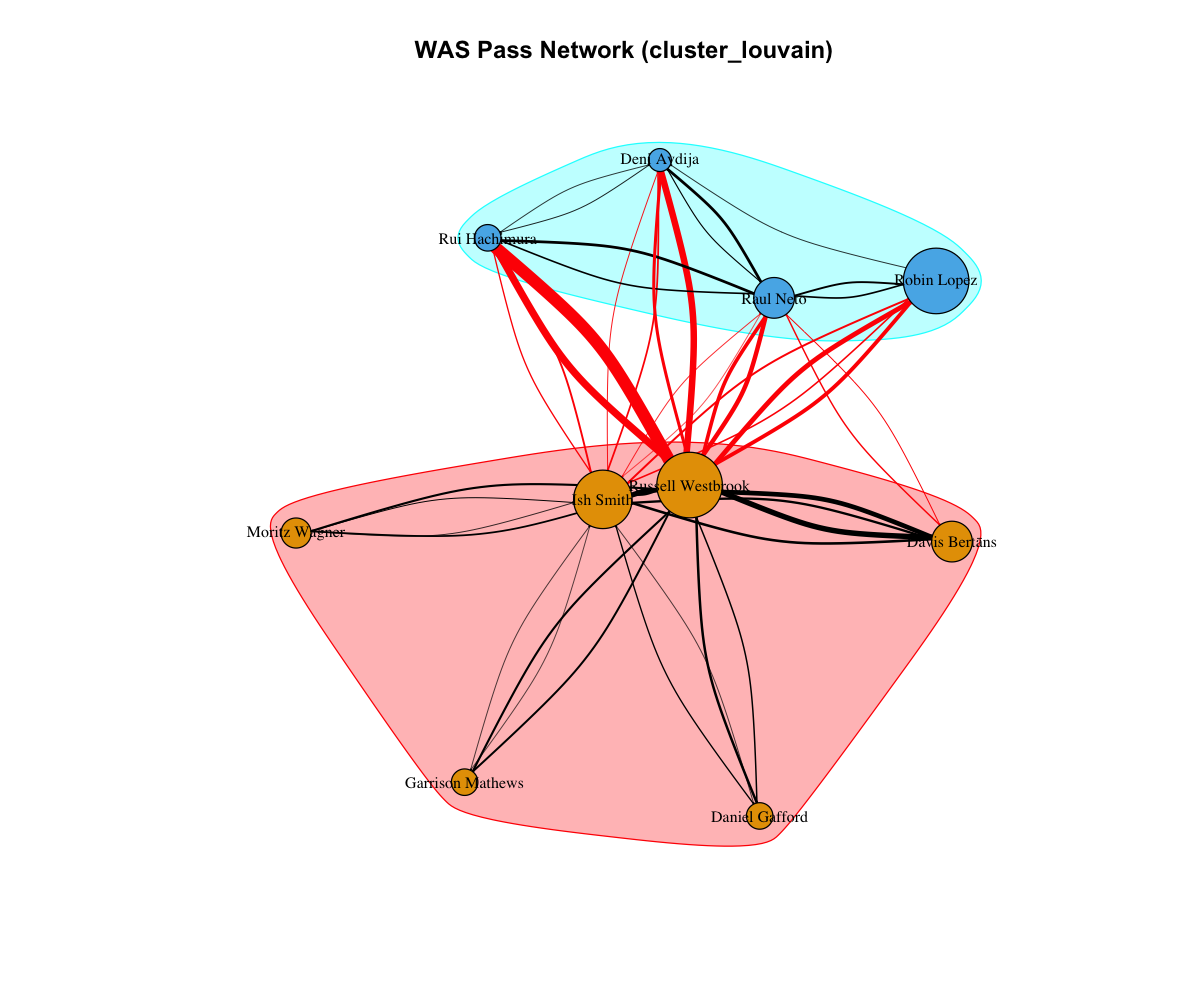 WAS Pass Network (cluster_louvain)
Deni Avdija
Rui Hachimura
Robin Lopez
Raul Neto
Russell Westbrook
Ish Smith
Moritz Wagner
Davis Bertans
Garrison Mathews
Daniel Gafford